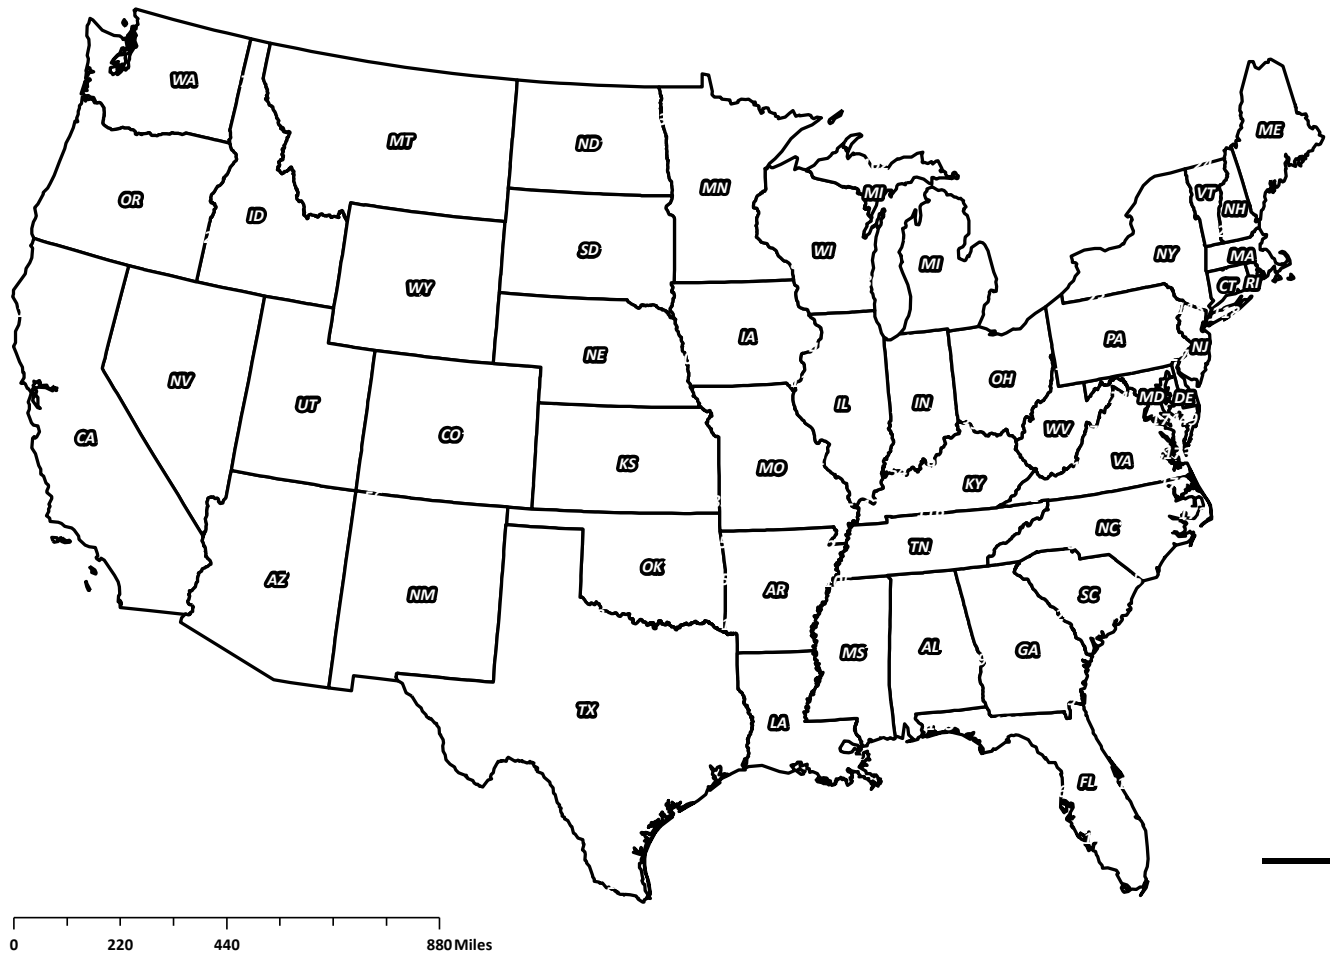 WA
MT
ND
ME
MN
OR
ID
MI
VT
NH
SD
WI
MI
NY
MA
WY
CT
RI
IA
PA
NE
NJ
NV
UT
OH
IL
IN
MD
DE
CA
CO
WV
KS
MO
VA
KY
NC
TN
OK
AZ
NM
AR
SC
MS
AL
GA
TX
LA
FL
0 220 440 880 Miles